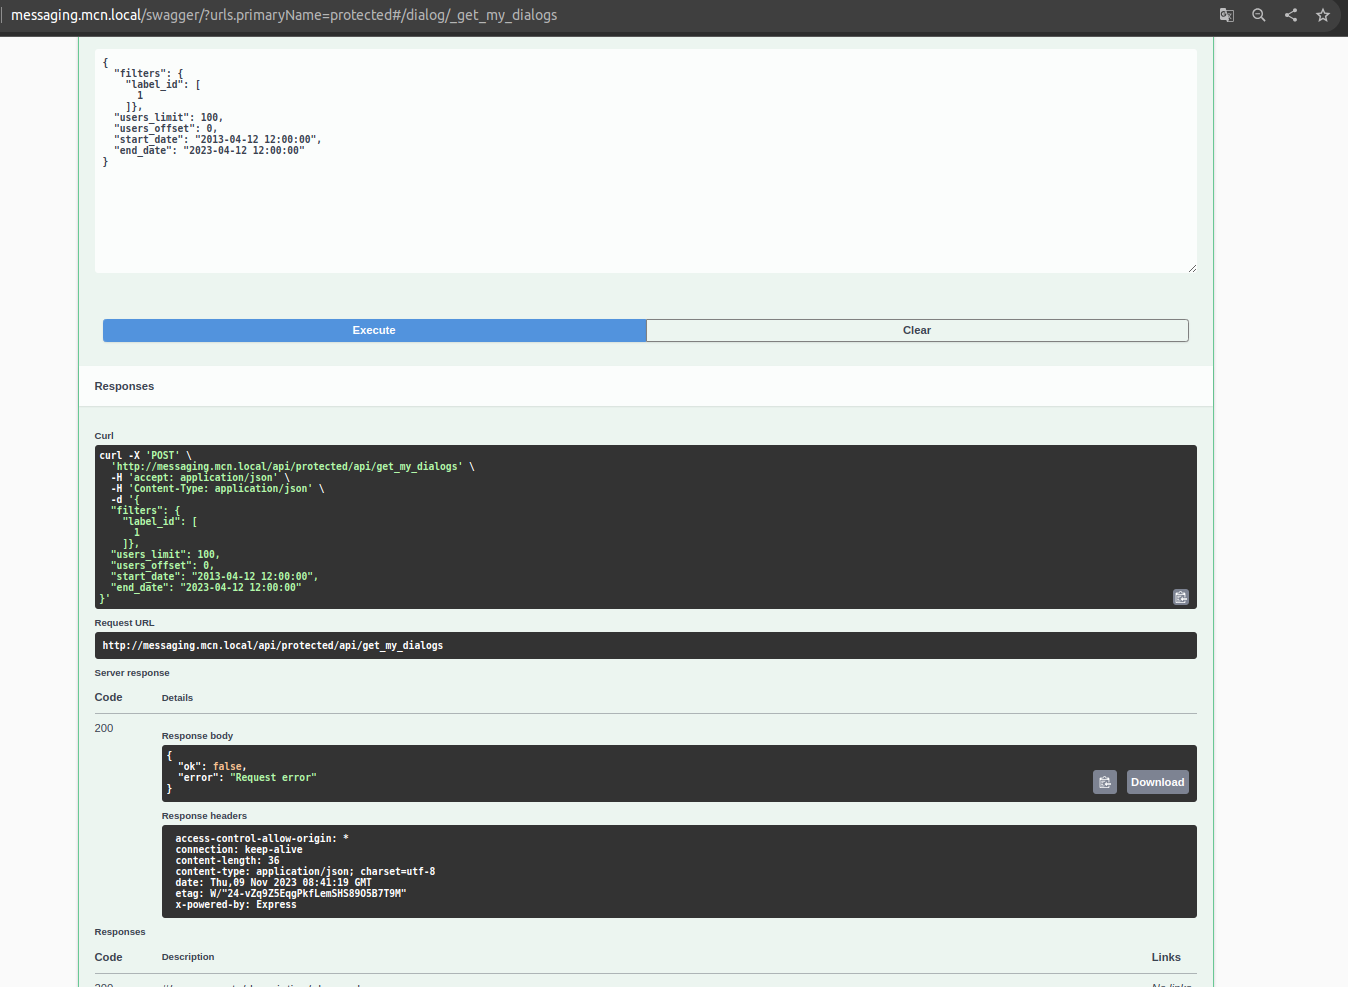 messaging.mcn.local/swagger/?urls.primaryName=protected#/dialog/_get_my_dialogs
{
  "filters": {
    "label_id": [
      1
    ]},
  "users_limit": 100,
  "users_offset": 0,
  "start_date": "2013-04-12 12:00:00",
  "end_date": "2023-04-12 12:00:00"
}
Execute
Clear
Responses
Curl
curl -X 'POST' \
  'http://messaging.mcn.local/api/protected/api/get_my_dialogs' \
  -H 'accept: application/json' \
  -H 'Content-Type: application/json' \
  -d '{
  "filters": {
    "label_id": [
      1
    ]},
  "users_limit": 100,
  "users_offset": 0,
  "start_date": "2013-04-12 12:00:00",
  "end_date": "2023-04-12 12:00:00"
}'
Request URL
http://messaging.mcn.local/api/protected/api/get_my_dialogs
Server response
Code Details
200
Response body
{
  "ok": false,
  "error": "Request error"
}
Download
Response headers
access-control-allow-origin: *
connection: keep-alive
content-length: 36
content-type: application/json; charset=utf-8
date: Thu,09 Nov 2023 08:41:19 GMT
etag: W/"24-vZq9Z5EqgPkfLemSHS89O5B7T9M"
x-powered-by: Express
Responses
Code Description Links
200 No links